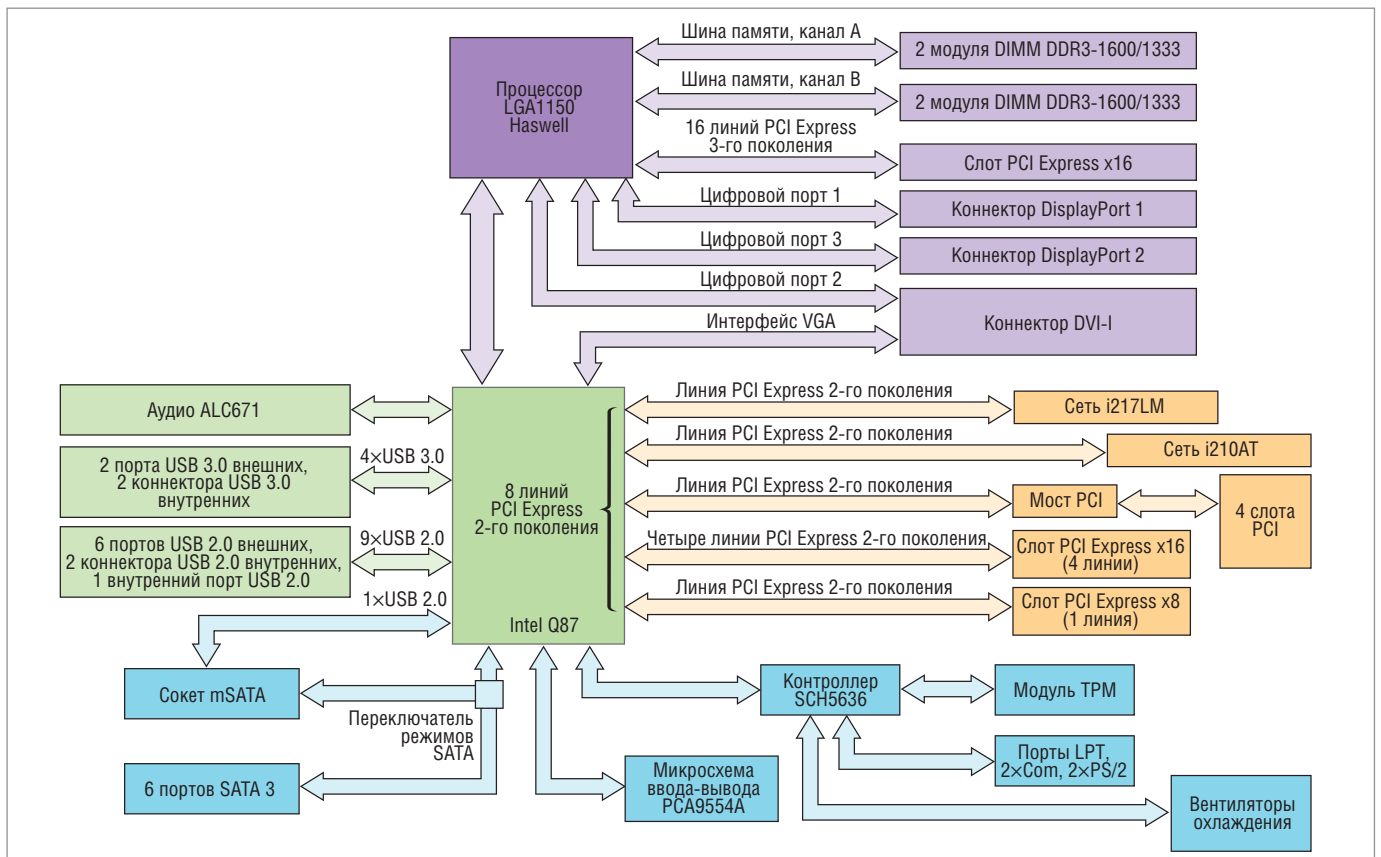 Процессор
LGA1150
Haswell
Шина памяти, канал А
2 модуля DIMM DDR3-1600/1333
Шина памяти, канал В
2 модуля DIMM DDR3-1600/1333
16 линий PCI Express
3-го поколения
Слот PCI Express x16
Цифровой порт 1
Коннектор DisplayPort 1
Цифровой порт 3
Коннектор DisplayPort 2
Цифровой порт 2
Коннектор DVI-I
Интерфейс VGA
Аудио ALC671
2 порта USB 3.0 внешних,
2 коннектора USB 3.0
внутренних
4×USB 3.0
6 портов USB 2.0 внешних,
2 коннектора USB 2.0 внутренних,
1 внутренний порт USB 2.0
9×USB 2.0
1×USB 2.0
8 линий
PCI Express
2-го поколения
Intel Q87
Линия PCI Express 2-го поколения
Сеть i217LM
Линия PCI Express 2-го поколения
Сеть i210AT
Линия PCI Express 2-го поколения
Мост PCI
4 слота
PCI
Четыре линии PCI Express 2-го поколения
Слот PCI Express x16
(4 линии)
Линия PCI Express 2-го поколения
Слот PCI Express x8
(1 линия)
Сокет mSATA
Переключатель
режимов
SATA
6 портов SATA 3
Микросхема
ввода-вывода
PCA9554A
Контроллер
SCH5636
Модуль TPM
Порты LPT,
2×Com, 2×PS/2
Вентиляторы
охлаждения